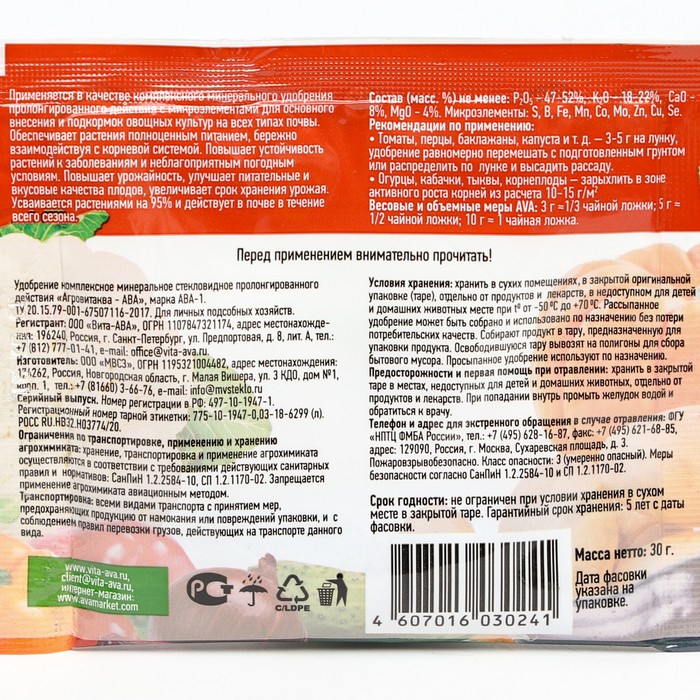 Применяется в качестве комплексного минерального удобрения
пролонгированного действия с микроэлементами для основного
внесения и подкормок овощных культур на всех типах почвы.
Обеспечивает растения полноценным питанием, бережно
взаимодействуя с корневой системой. Повышает устойчивость
растений к заболеваниям и неблагоприятным погодным
условиям. Повышает урожайность, улучшает питательные и
вкусовые качества плодов, увеличивает срок хранения урожая.
Усваивается растениями на 95% и действует в почве в течение
всего сезона.
Состав (масс. %) не менее: P₂O₅ – 47-52%, K₂O – 18-22%, CaO -
8%, MgO - 4%. Микроэлементы: S, B, Fe, Mn, Co, Mo, Zn, Cu, Se.
Рекомендации по применению:
• Томаты, перцы, баклажаны, капуста и т. д. – 3-5 г на лунку,
удобрение равномерно перемешать с подготовленным грунтом
или распределить по лунке и высадить рассаду.
• Огурцы, кабачки, тыквы, корнеплоды – зарыхлить в зоне
активного роста корней из расчета 10-15 г/м²
Весовые и объемные меры AVA: 3 г ≈ 1/3 чайной ложки; 5 г ≈
1/2 чайной ложки; 10 г ≈ 1 чайная ложка.
Перед применением внимательно прочитать!
Удобрение комплексное минеральное стекловидное пролонгированного
действия «Агровитаква - АВА», марка АВА-1.
ТУ 20.15.79-001-67507116-2017. Для личных подсобных хозяйств.
Регистрант: ООО «Вита-АВА», ОГРН 1107847321174, адрес местонахожде-
ния: 196240, Россия, г. Санкт-Петербург, ул. Предпортовая, д. 8, лит. А, тел.:
+7 (812) 777-01-41, e-mail: office@vita-ava.ru.
Изготовитель: ООО «МВСЗ», ОГРН 1195321004482, адрес местонахождения:
174262, Россия, Новгородская область, г. Малая Вишера, ул. 3 КДО, дом №1,
корп. 1, тел.: +7 (8166) 3-66-76, e-mail: info@mvsteklo.ru
Серийный выпуск. Номер регистрации в РФ: 497-10-1947-1.
Регистрационный номер тарной этикетки: 775-10-1947-0,03-18-6299 (л).
РОСС RU.НВ32.Н03774/20.
Ограничения по транспортировке, применению и хранению
агрохимиката: хранение, транспортировка и применение агрохимиката
осуществляются в соответствии с требованиями действующих санитарных
правил и нормативов: СанПиН 1.2.2584-10, СП 1.2.1170-02. Запрещается
применение агрохимиката авиационным методом.
Транспортировка: всеми видами транспорта с принятием мер,
предохраняющих продукцию от намокания или повреждений упаковки, и с
соблюдением правил перевозки грузов, действующих на транспорте данного
Условия хранения: хранить в сухих помещениях, в закрытой оригинальной
упаковке (таре), отдельно от продуктов и лекарств, в недоступном для детей
и домашних животных месте при tº от -50 ºC до +70 ºC. Рассыпанное
удобрение может быть собрано и использовано по назначению без потери
потребительских качеств. Собирают продукт в тару, предназначенную для
упаковки продукта. Освободившуюся тару вывозят на полигоны для сбора
бытового мусора. Просыпанное удобрение используют по назначению.
Предосторожности и первая помощь при отравлении: хранить в закрытой
таре в местах, недоступных для детей и домашних животных, отдельно от
продуктов и лекарств. При попадании внутрь промыть желудок водой и
обратиться к врачу.
Телефон и адрес для экстренного обращения в случае отравления: ФГУ
«НПТЦ ФМБА России», тел.: +7 (495) 628-16-87, факс: +7 (495) 621-68-85,
адрес: 129090, Россия, г. Москва, Сухаревская площадь, д. 3.
Пожаровзрывобезопасно. Класс опасности: 3 (умеренно опасный). Меры
безопасности согласно СанПиН 1.2.2584-10 и СП 1.2.1170-02.
Срок годности: не ограничен при условии хранения в сухом
месте в закрытой таре. Гарантийный срок хранения: 5 лет с даты
фасовки.
www.vita-ava.ru,
client@vita-ava.ru,
интернет-магазин:
www.avamarket.com
C/LDPE
4 607016 030241
Масса нетто: 30 г.
Дата фасовки
указана на
упаковке.